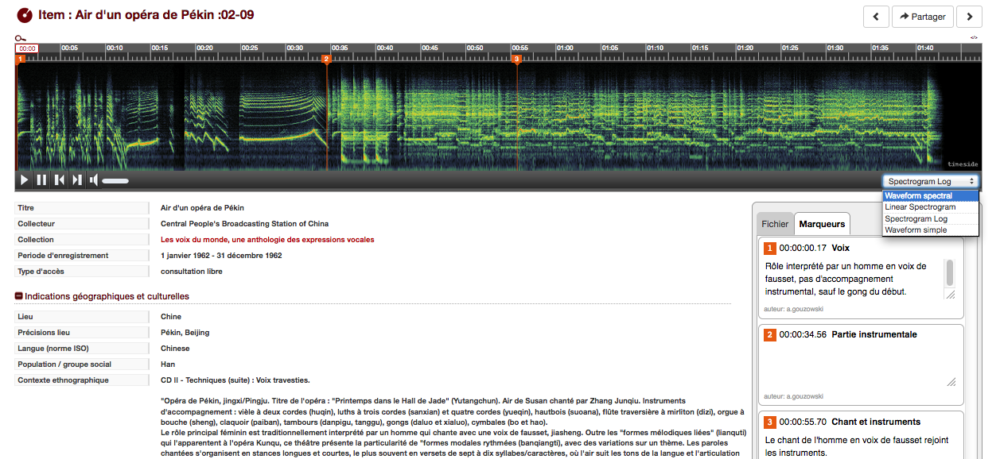 Item : Air d'un opéra de Pékin :02-09
Partager
</>
00:00 00:05 00:10 00:15 00:20 00:25 00:30 00:35 00:40 00:45 00:50 00:55 01:00 01:05 01:10 01:15 01:20 01:25 01:30 01:35 01:40
1 2 3
timeside
Spectrogram Log
Waveform spectral
Linear Spectrogram
Spectrogram Log
Waveform simple
Titre Air d'un opéra de Pékin
Collecteur Central People's Broadcasting Station of China
Collection Les voix du monde, une anthologie des expressions vocales
Periode d'enregistrement 1 janvier 1962 - 31 décembre 1962
Type d'accès consultation libre
Indications géographiques et culturelles
Lieu Chine
Précisions lieu Pékin, Beijing
Langue (norme ISO) Chinese
Population / groupe social Han
Contexte ethnographique CD II - Techniques (suite) : Voix travesties.
"Opéra de Pékin, jingxi/Pingju. Titre de l'opéra : "Printemps dans le Hall de Jade" (Yutangchun). Air de Susan chanté par Zhang Junqiu. Instruments
d'accompagnement : vièle à deux cordes (huqin), luths à trois cordes (sanxian) et quatre cordes (yueqin), hautbois (suoana), flûte traversière à mirliton (dizi), orgue à
bouche (sheng), claquoir (paiban), tambours (danpigu, tanggu), gongs (daluo et xialuo), cymbales (bo et hao).
Le rôle principal féminin est traditionnellement interprété par un homme qui chante avec une voix de fausset, jiasheng. Outre les "formes mélodiques liées" (lianquti)
qui l'apparentent à l'opéra Kunqu, ce théâtre présente la particularité de "formes modales rythmées (banqiangti), avec des variations sur un thème. Les paroles
chantées s'organisent en stances longues et courtes, le plus souvent en versets de sept à dix syllabes/caractères, où l'air suit les tons de la langue et l'articulation
Fichier Marqueurs
1 00:00:00.17 Voix
Rôle interprété par un homme en voix de
fausset, pas d'accompagnement
instrumental, sauf le gong du début.
auteur: a.gouzowski
2 00:00:34.56 Partie instrumentale
auteur: a.gouzowski
3 00:00:55.70 Chant et instruments
Le chant de l'homme en voix de fausset rejoint
les instruments.